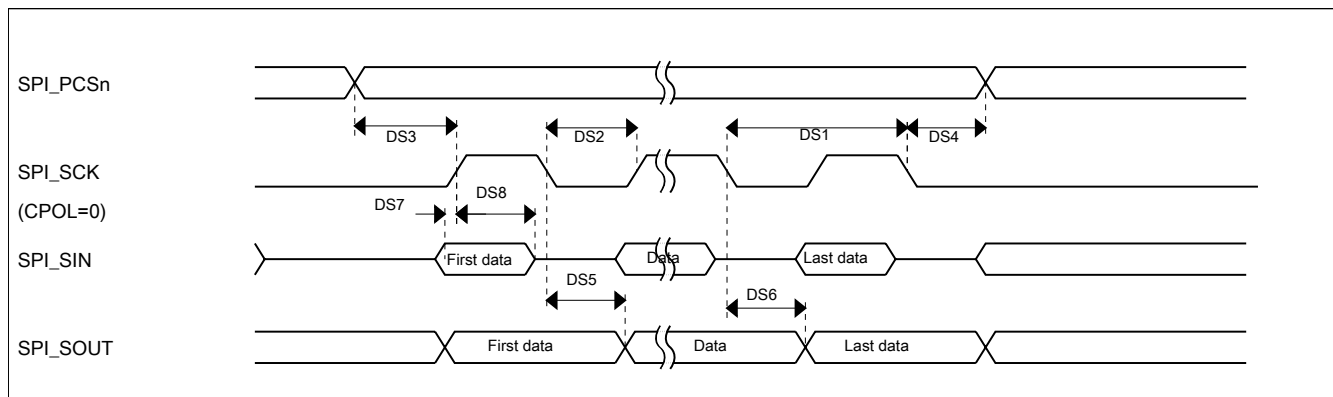 SPI_PCSn
DS3
DS2
DS1
DS4
SPI_SCK
(CPOL=0)
DS7
DS8
SPI_SIN
First data
Data
Last data
DS5
DS6
SPI_SOUT
First data
Data
Last data